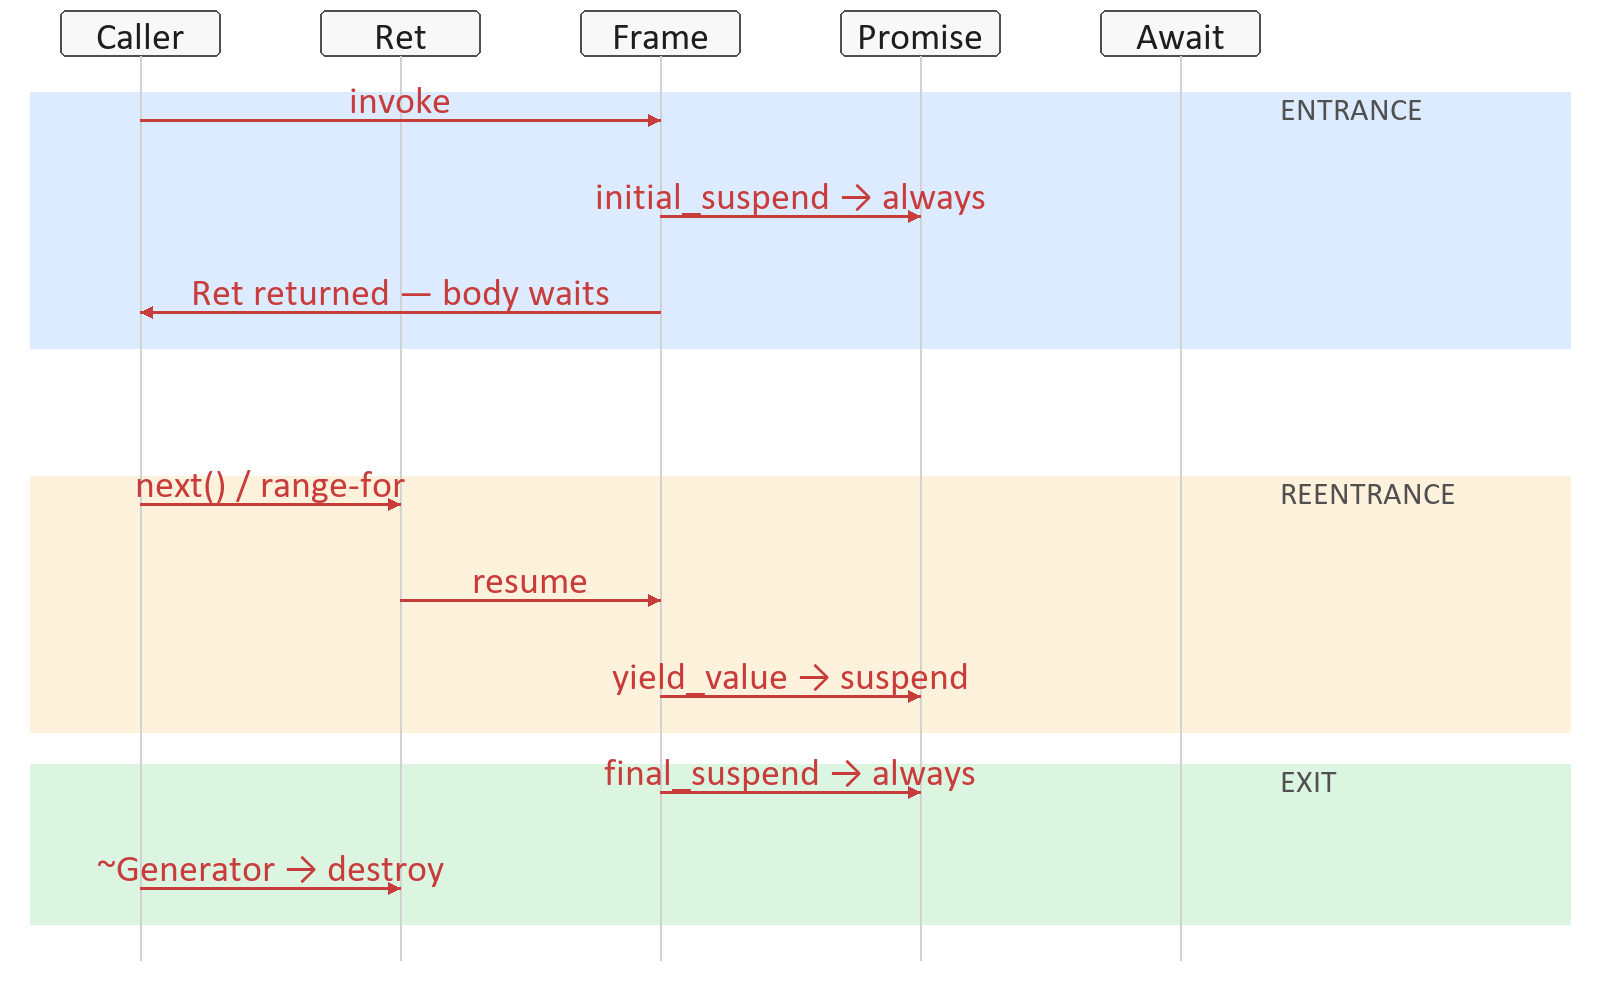 Caller
Ret
Frame
Promise
Await
invoke
ENTRANCE
initial_suspend → always
Ret returned — body waits
next() / range-for
REENTRANCE
resume
yield_value → suspend
final_suspend → always
EXIT
~Generator → destroy